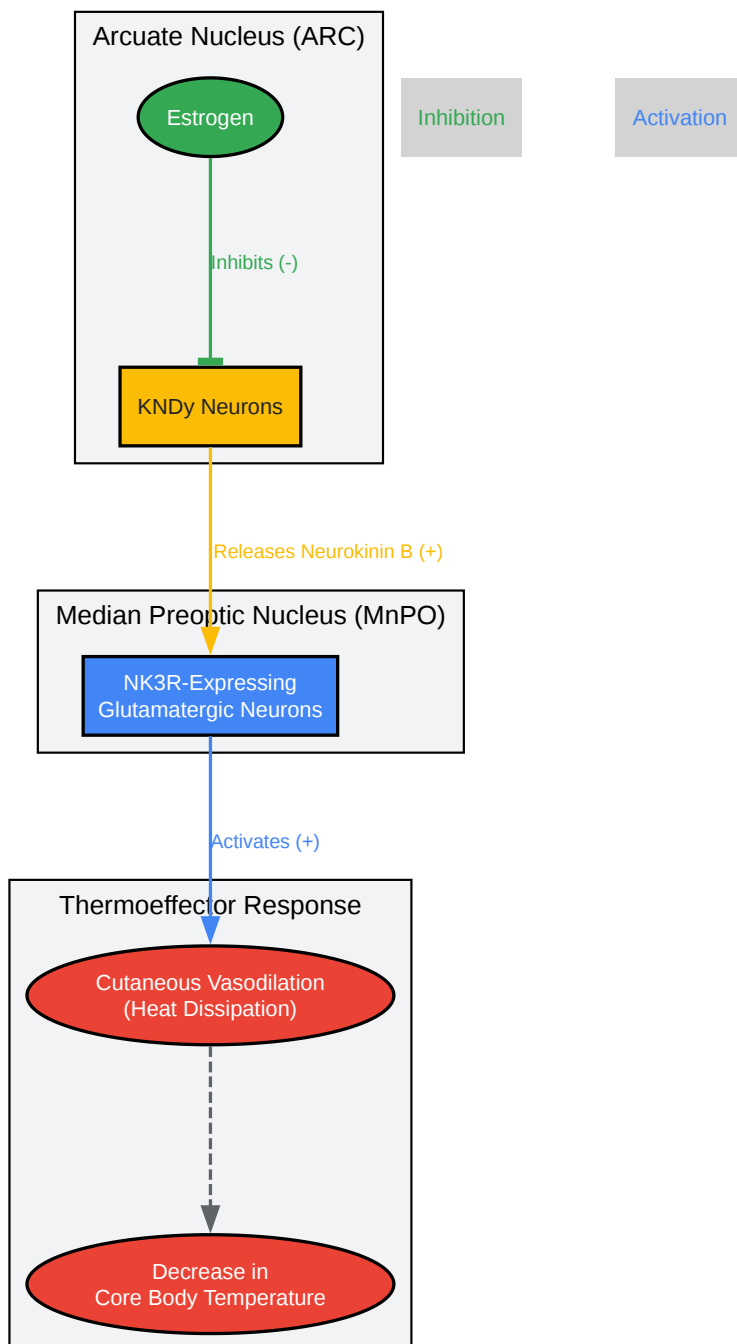 Arcuate Nucleus (ARC)
Estrogen
Inhibition
Activation
Inhibits (-)
KNDy Neurons
Releases Neurokinin B (+)
Median Preoptic Nucleus (MnPO)
NK3R-Expressing
Glutamatergic Neurons
Activates (+)
Thermoeffector Response
Cutaneous Vasodilation
(Heat Dissipation)
Decrease in
Core Body Temperature